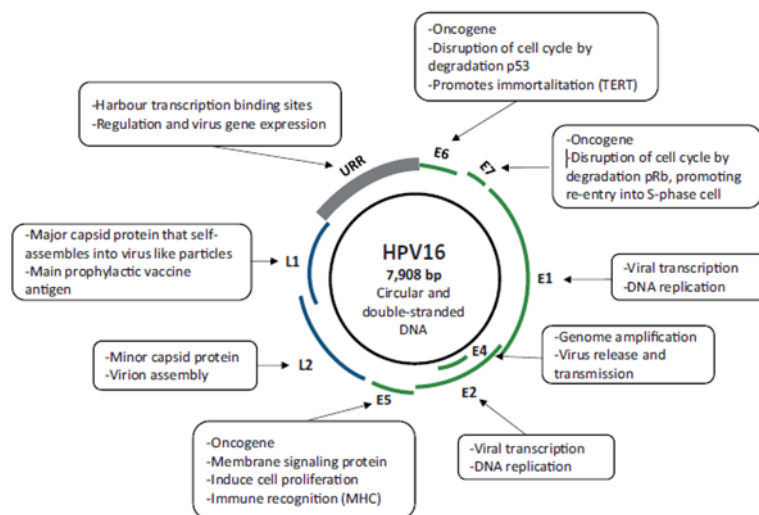 -Oncogene
-Disruption of cell cycle by
degradation p53
-Promotes immortalitation (TERT)
-Harbour transcription binding sites
-Regulation and virus gene expression
URR
E6
E7
-Oncogene
-Disruption of cell cycle by
degradation pRb, promoting
re-entry into S-phase cell
-Major capsid protein that self-
assembles into virus like particles
-Main prophylactic vaccine
antigen
L1
HPV16
7,908 bp
Circular and
double-stranded
DNA
E1
-Viral transcription
-DNA replication
-Minor capsid protein
-Virion assembly
L2
E4
-Genome amplification
-Virus release and
transmission
E5
E2
-Oncogene
-Membrane signaling protein
-Induce cell proliferation
-Immune recognition (MHC)
-Viral transcription
-DNA replication